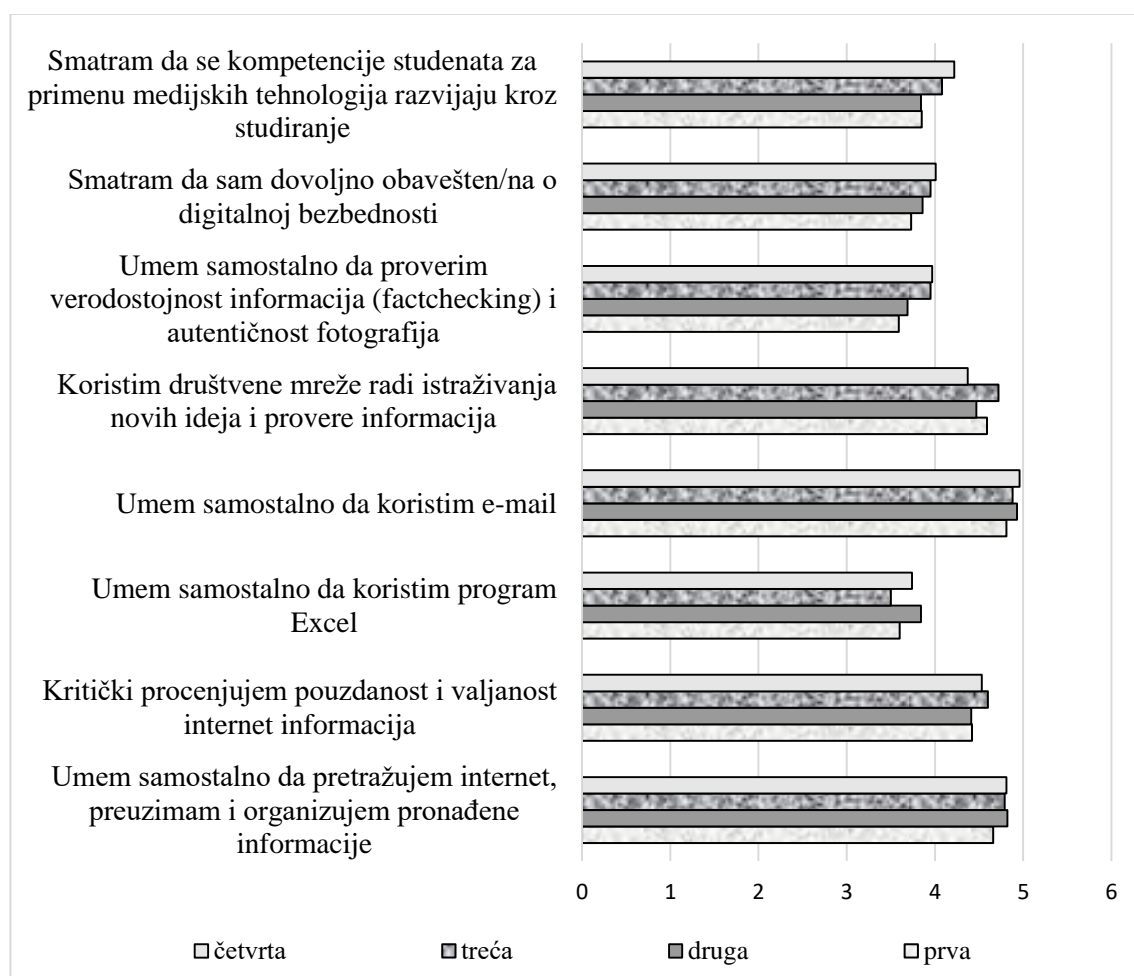 Smatram da se kompetencije studenata za
primenu medijskih tehnologija razvijaju kroz
studiranje
Smatram da sam dovoljno obavešten/na o
digitalnoj bezbednosti
Umem samostalno da proverim
verodostojnost informacija (factchecking) i
autentičnost fotografija
Koristim društvene mreže radi istraživanja
novih ideja i provere informacija
Umem samostalno da koristim e-mail
Umem samostalno da koristim program
Excel
Kritički procenjujem pouzdanost i valjanost
internet informacija
Umem samostalno da pretražujem internet,
preuzimam i organizujem pronađene
informacije
0 1 2 3 4 5 6
četvrta treća druga prva